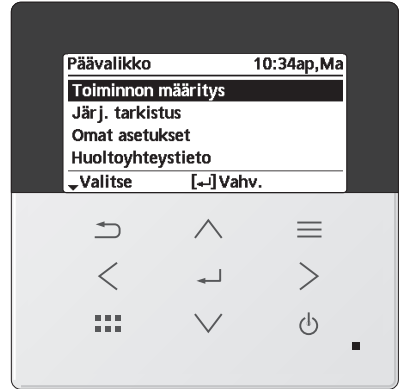 Päävalikko 10:34ap,Ma
Toiminnon määritys
Järj. tarkistus
Omat asetukset
Huoltoyhteystieto
Valitse [↵] Vahv.